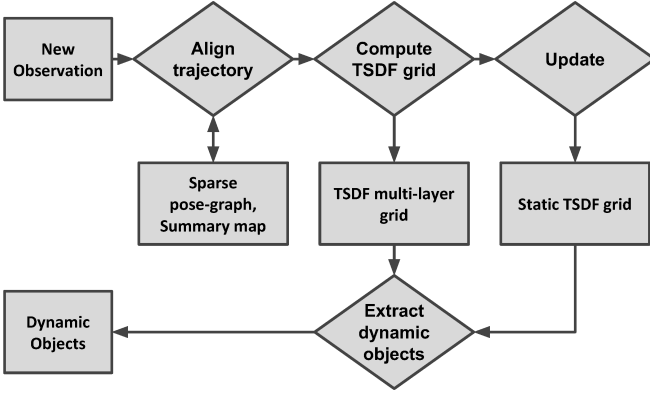 New
Observation
Align
trajectory
Compute
TSDF grid
Update
Sparse
pose-graph,
Summary map
TSDF multi-layer
grid
Static TSDF grid
Dynamic
Objects
Extract
dynamic
objects